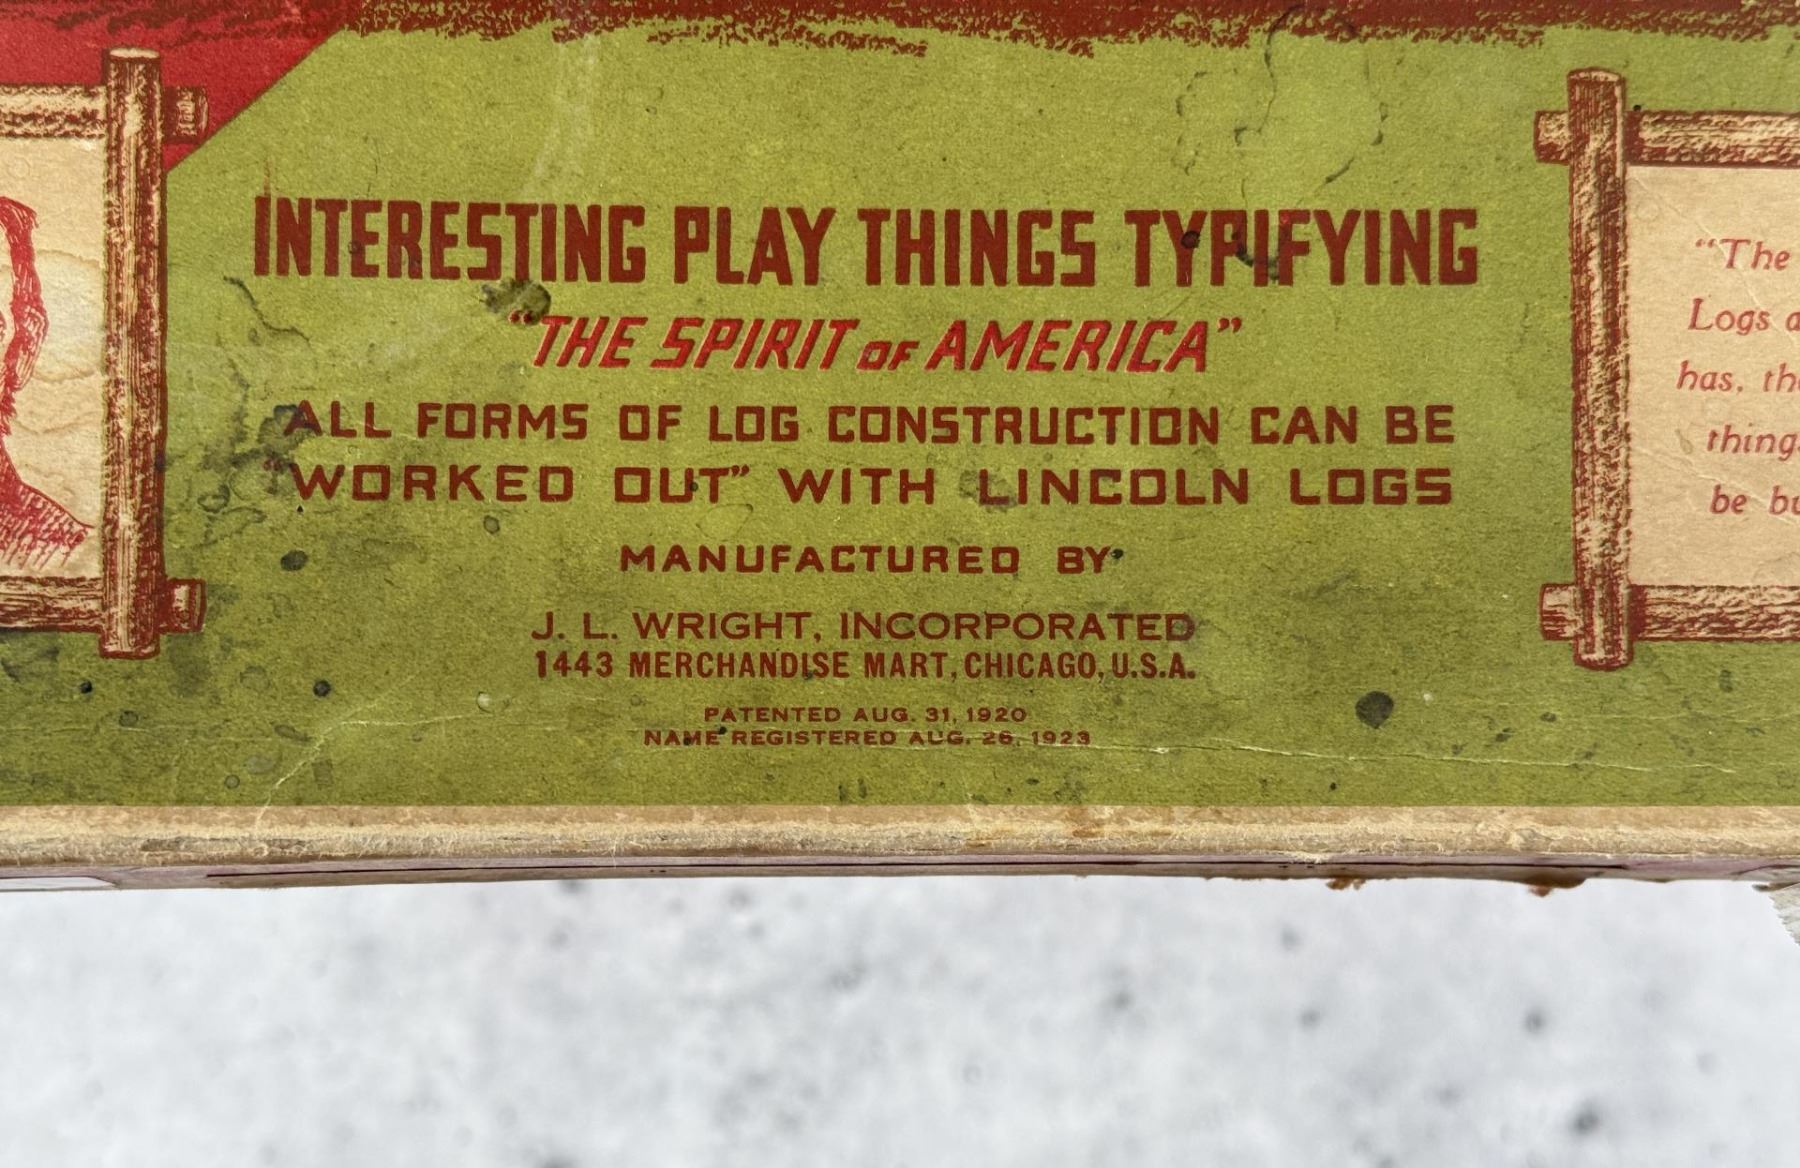 INTERESTING PLAY THINGS TYPIFYING
"THE SPIRIT OF AMERICA"
ALL FORMS OF LOG CONSTRUCTION CAN BE
"WORKED OUT" WITH LINCOLN LOGS
MANUFACTURED BY
J. L. WRIGHT, INCORPORATED
1443 MERCHANDISE MART, CHICAGO, U.S.A.
PATENTED AUG. 31, 1920
NAME REGISTERED AUG. 26, 1923
"The
Logs
has,
be